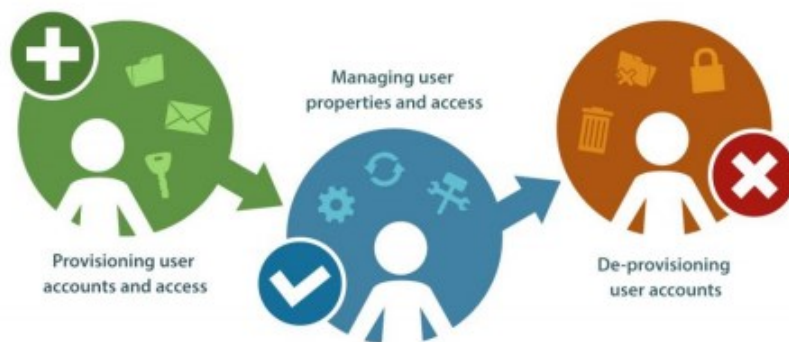 Provisioning user
accounts and access
Managing user
properties and access
De-provisioning
user accounts